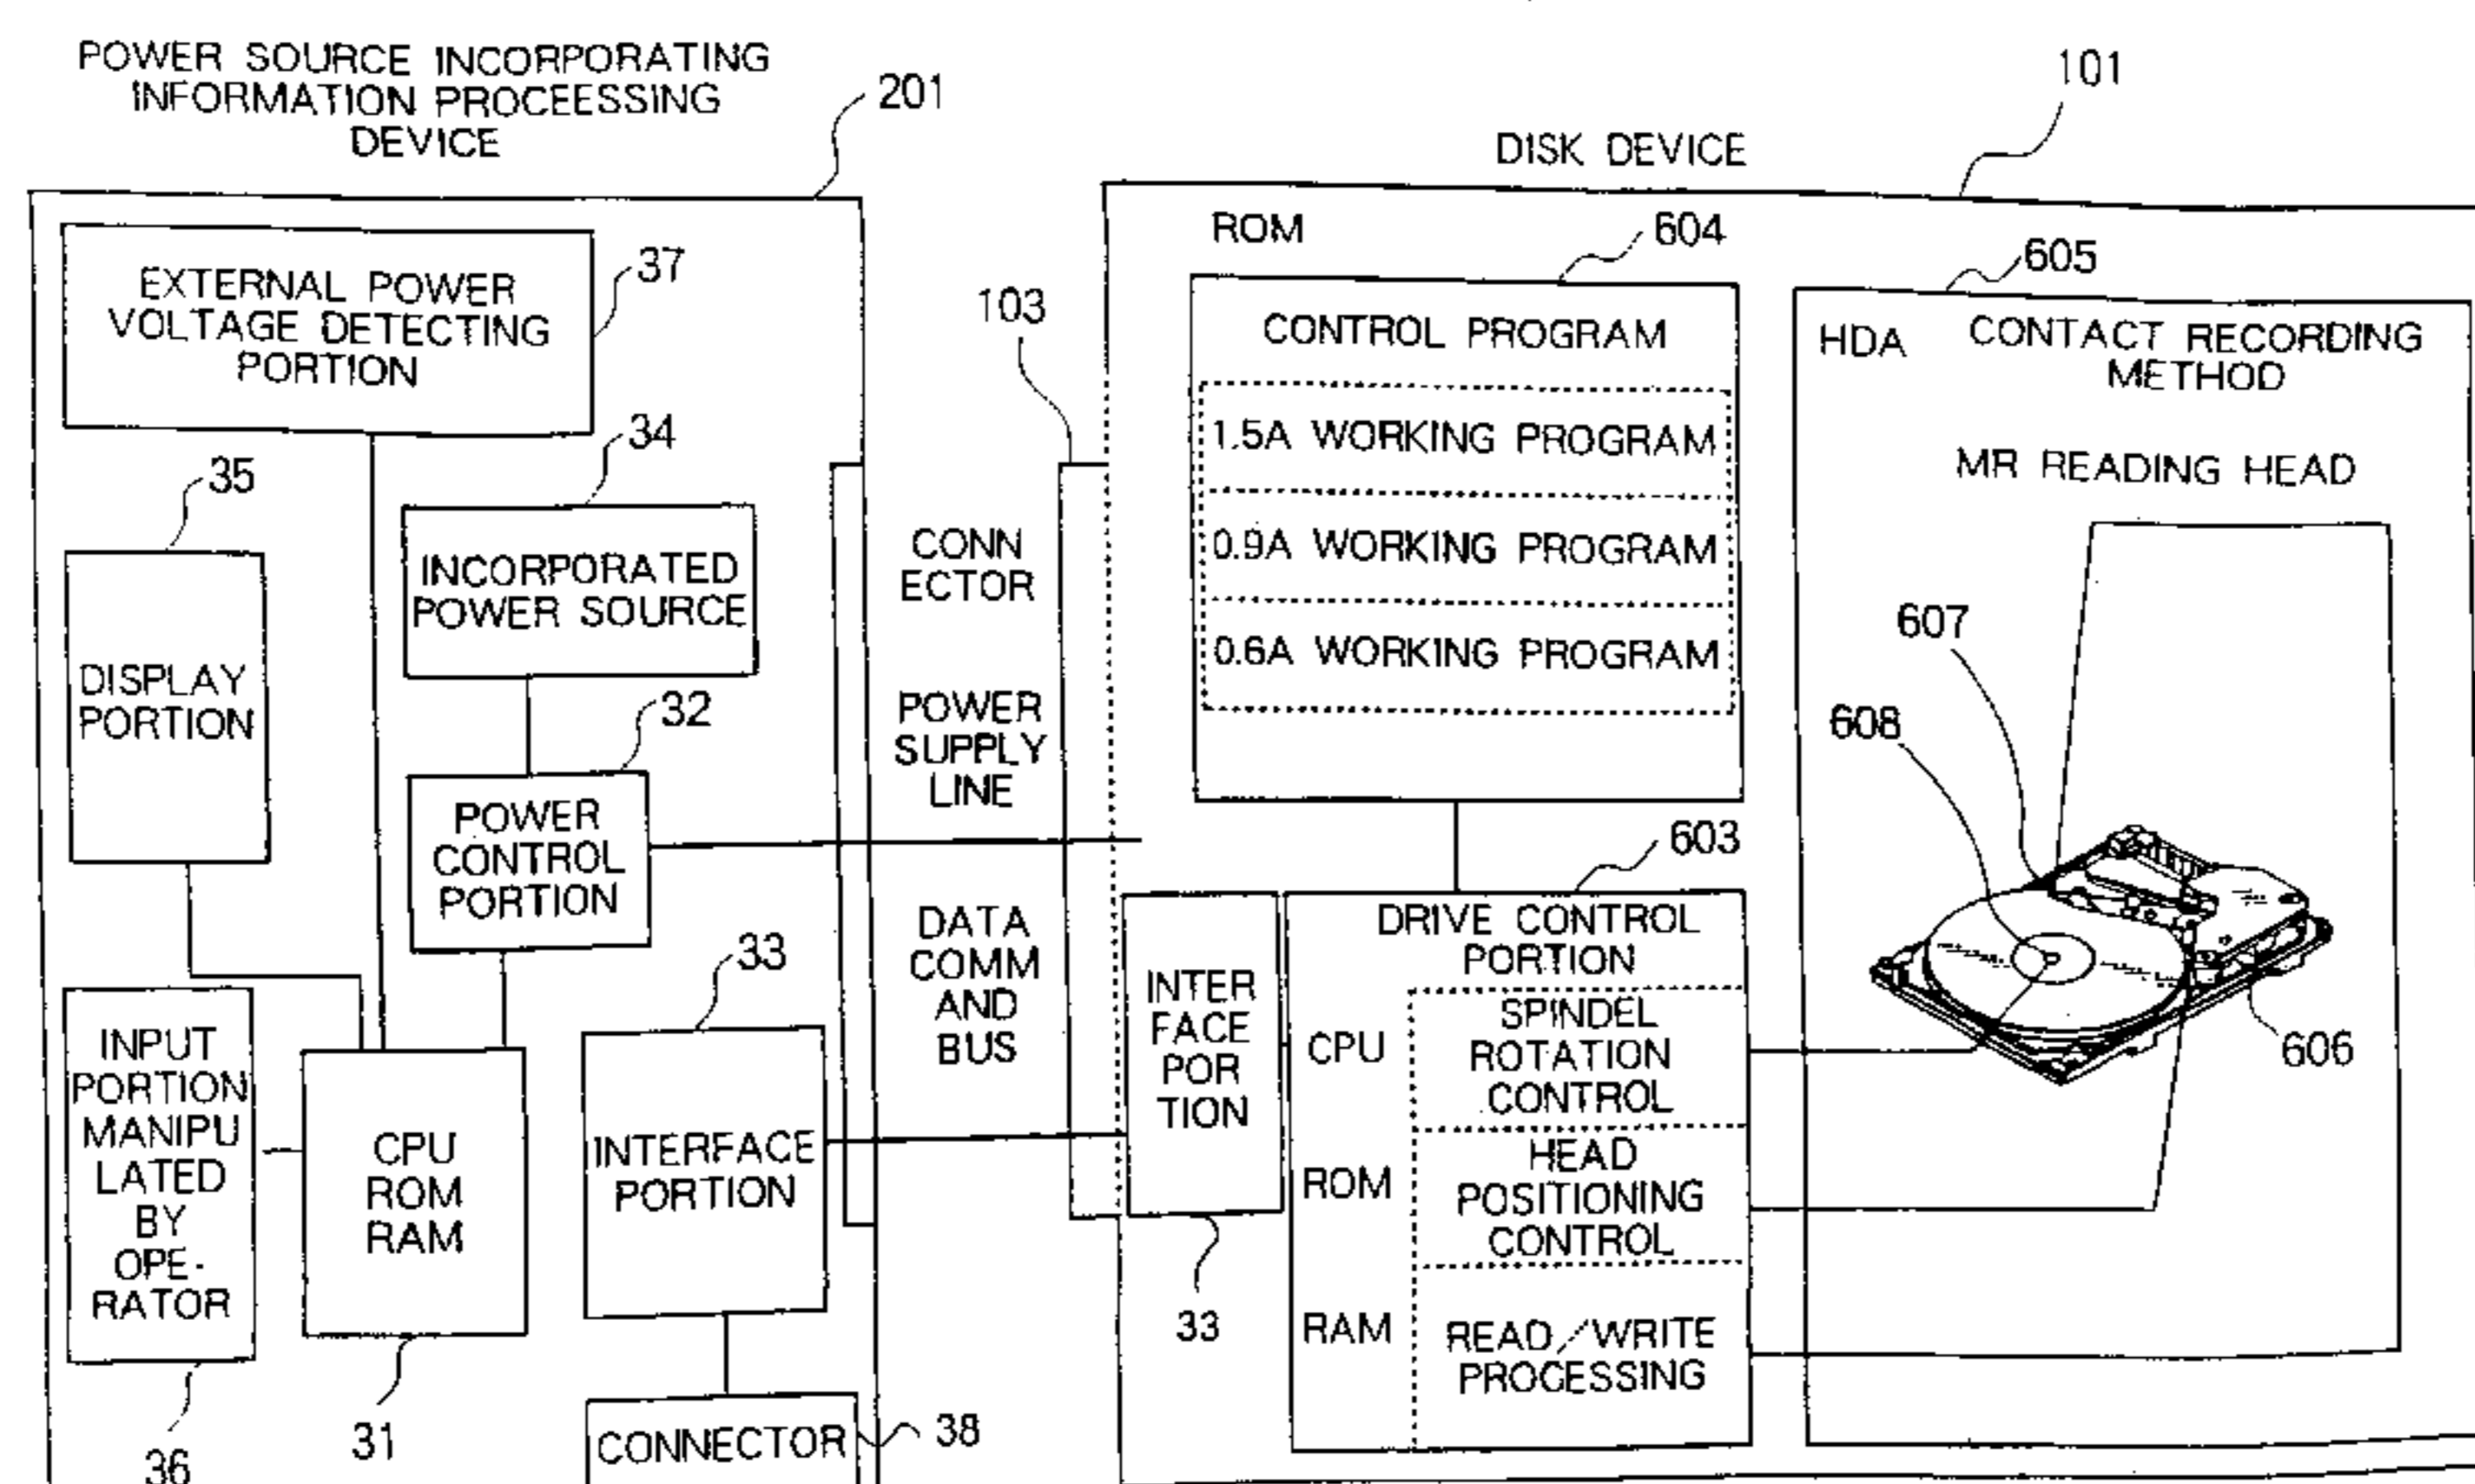 POWER SOURCE INCORPORATING
INFORMATION PROCEESSING
DEVICE
201
EXTERNAL POWER
VOLTAGE DETECTING
PORTION
37
35
34
DISPLAY
PORTION
INCORPORATED
POWER SOURCE
32
POWER
CONTROL
PORTION
33
INPUT
PORTION
MANIPU
LATED
BY
OPE-
RATOR
36
CPU
ROM
RAM
31
INTERFACE
PORTION
CONNECTOR
38
103
CONN
ECTOR
POWER
SUPPLY
LINE
DATA
COMM
AND
BUS
DISK DEVICE
101
ROM
604
CONTROL PROGRAM
1.5A WORKING PROGRAM
0.9A WORKING PROGRAM
0.6A WORKING PROGRAM
603
INTER
FACE
POR
TION
33
DRIVE CONTROL
PORTION
CPU
ROM
RAM
SPINDEL
ROTATION
CONTROL
HEAD
POSITIONING
CONTROL
READ/WRITE
PROCESSING
605
HDA
CONTACT RECORDING
METHOD
MR READING HEAD
607
608
606